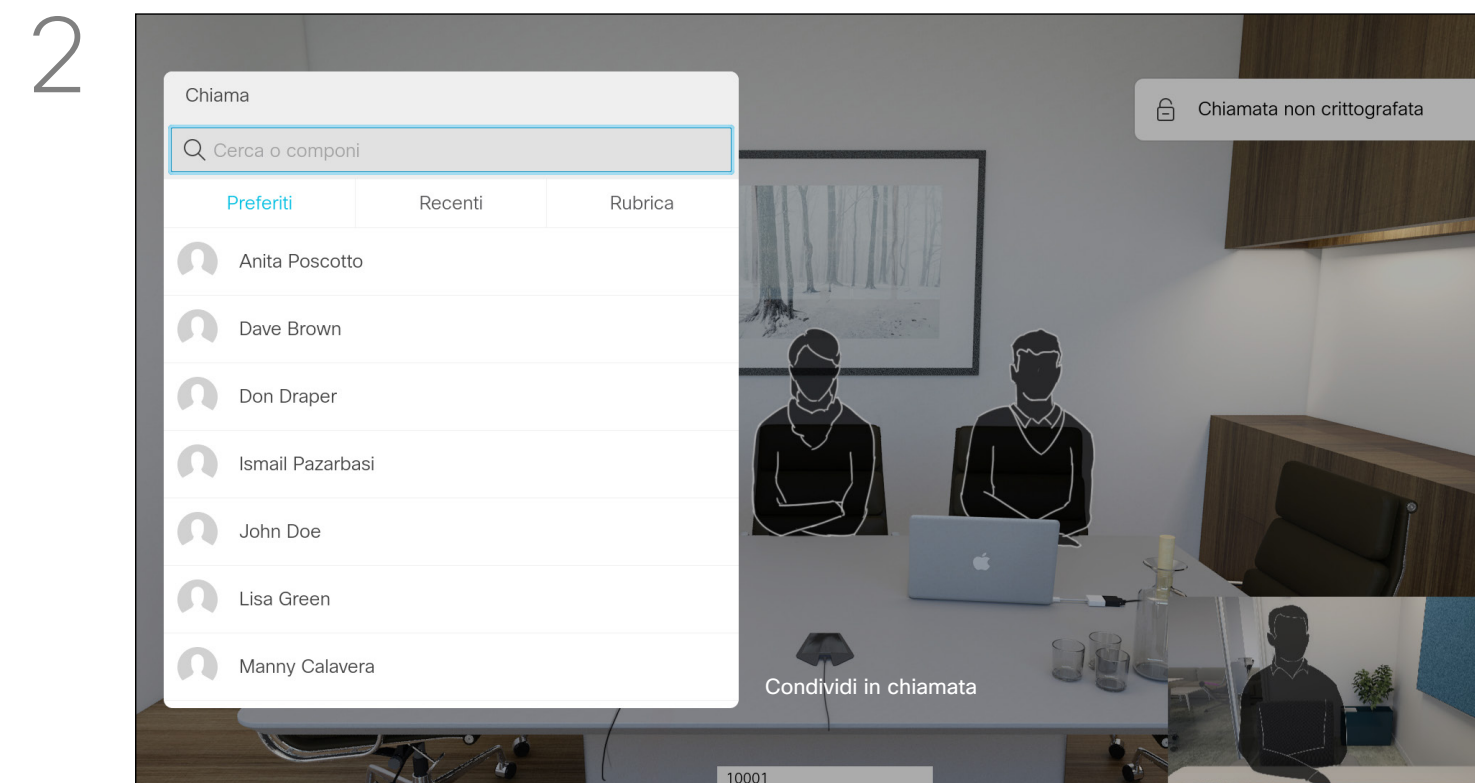 2
Chiama
Chiamata non crittografata
Cerca o componi
Preferiti Recenti Rubrica
Anita Poscotto
Dave Brown
Don Draper
Ismail Pazarbasi
John Doe
Lisa Green
Manny Calavera
Condividi in chiamata
10001